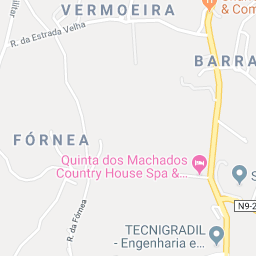 VERMOEIRA
& Com
R. da Estrada Velha
BARRA
FÓRNEA
Quinta dos Machados
Country House Spa &...
S
N9-2
R. da Fórnea
TECNIGRADIL
- Engenharia e...